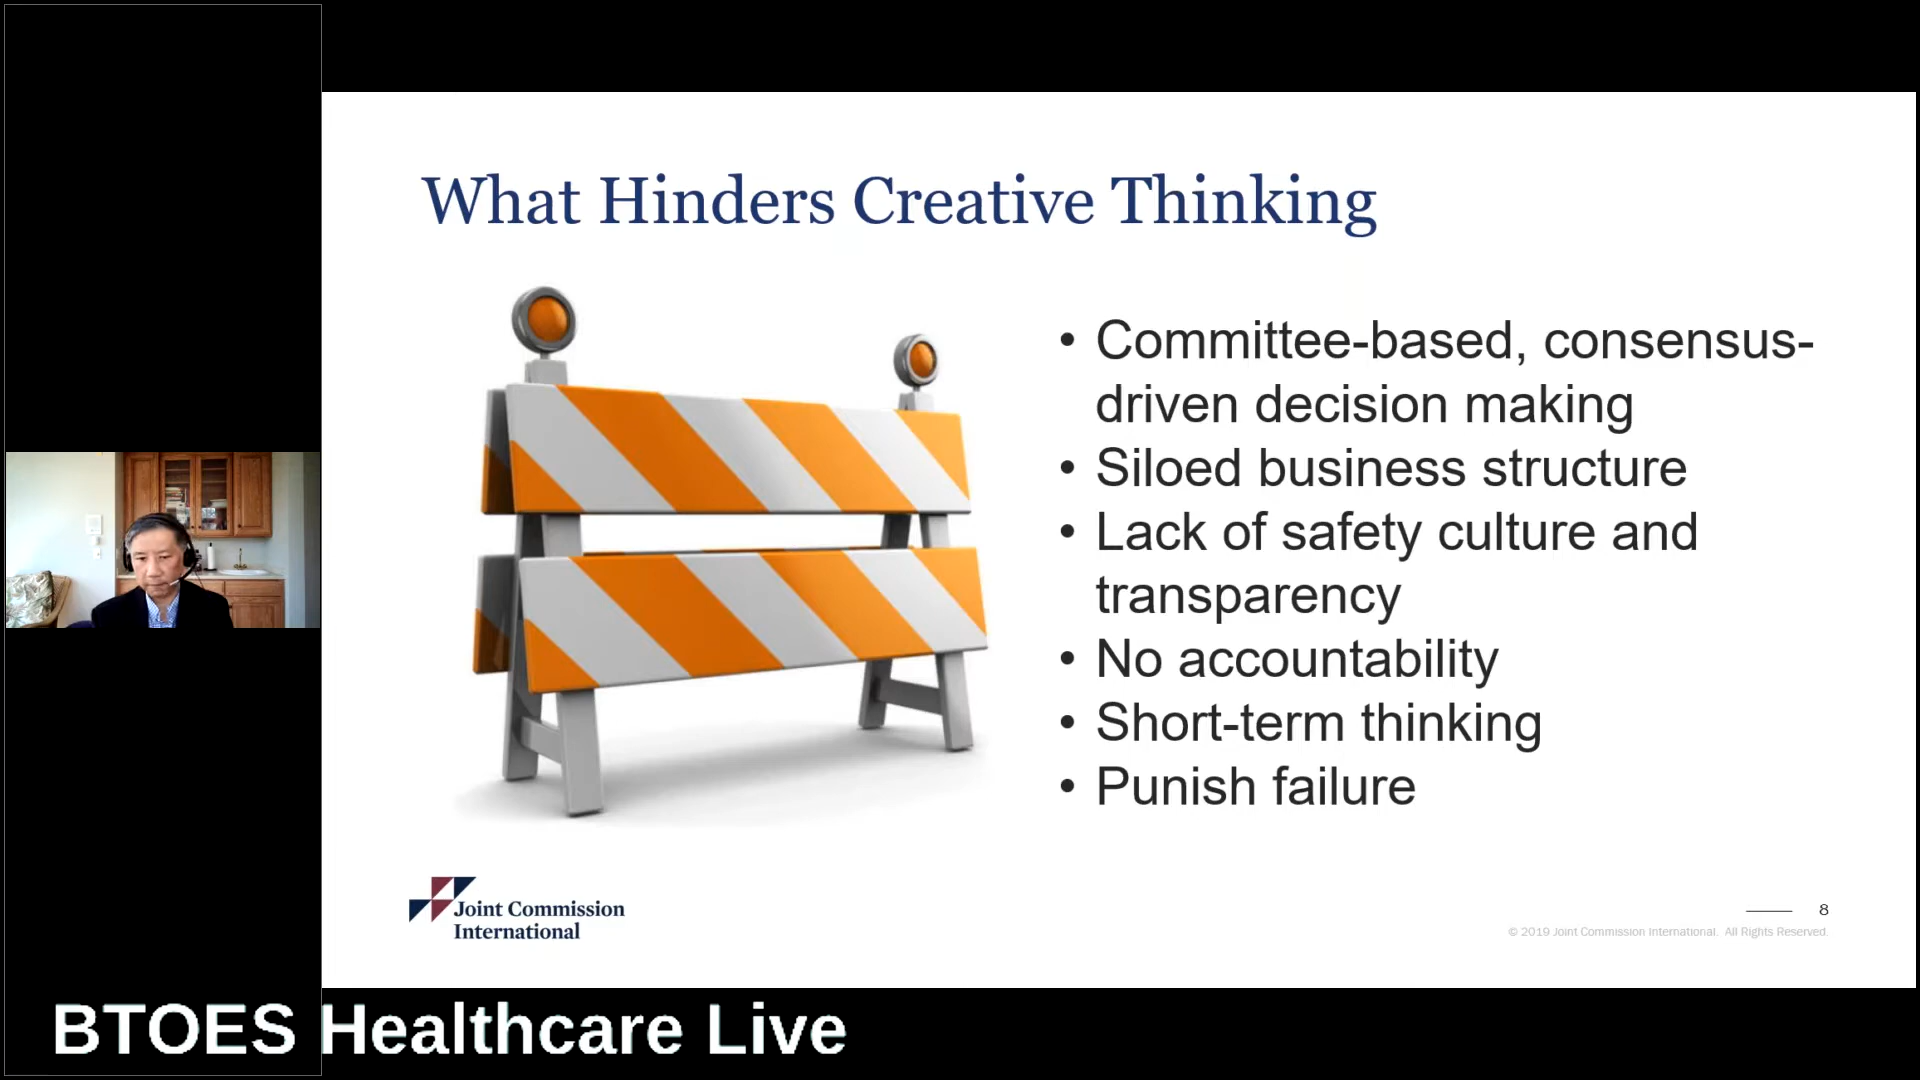 What Hinders Creative Thinking
• Committee-based, consensus-
driven decision making
• Siloed business structure
• Lack of safety culture and
transparency
• No accountability
• Short-term thinking
• Punish failure
Joint Commission
International
8
© 2019 Joint Commission International. All Rights Reserved.
BTOES Healthcare Live